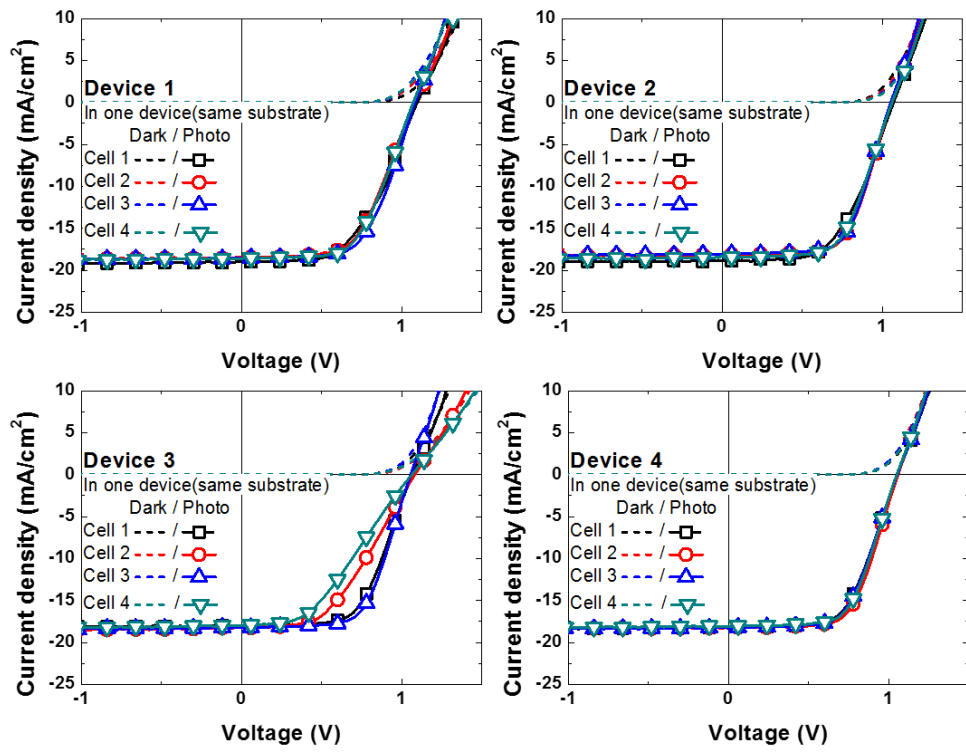 Current density (mA/cm²)
10
5
0
-5
-10
-15
-20
-25
Device 1
In one device(same substrate)
Dark / Photo
Cell 1 /
Cell 2 /
Cell 3 /
Cell 4 /
-1
0
1
Voltage (V)
Current density (mA/cm²)
10
5
0
-5
-10
-15
-20
-25
Device 2
In one device(same substrate)
Dark / Photo
Cell 1 /
Cell 2 /
Cell 3 /
Cell 4 /
-1
0
1
Voltage (V)
Current density (mA/cm²)
10
5
0
-5
-10
-15
-20
-25
Device 3
In one device(same substrate)
Dark / Photo
Cell 1 /
Cell 2 /
Cell 3 /
Cell 4 /
-1
0
1
Voltage (V)
Current density (mA/cm²)
10
5
0
-5
-10
-15
-20
-25
Device 4
In one device(same substrate)
Dark / Photo
Cell 1 /
Cell 2 /
Cell 3 /
Cell 4 /
-1
0
1
Voltage (V)